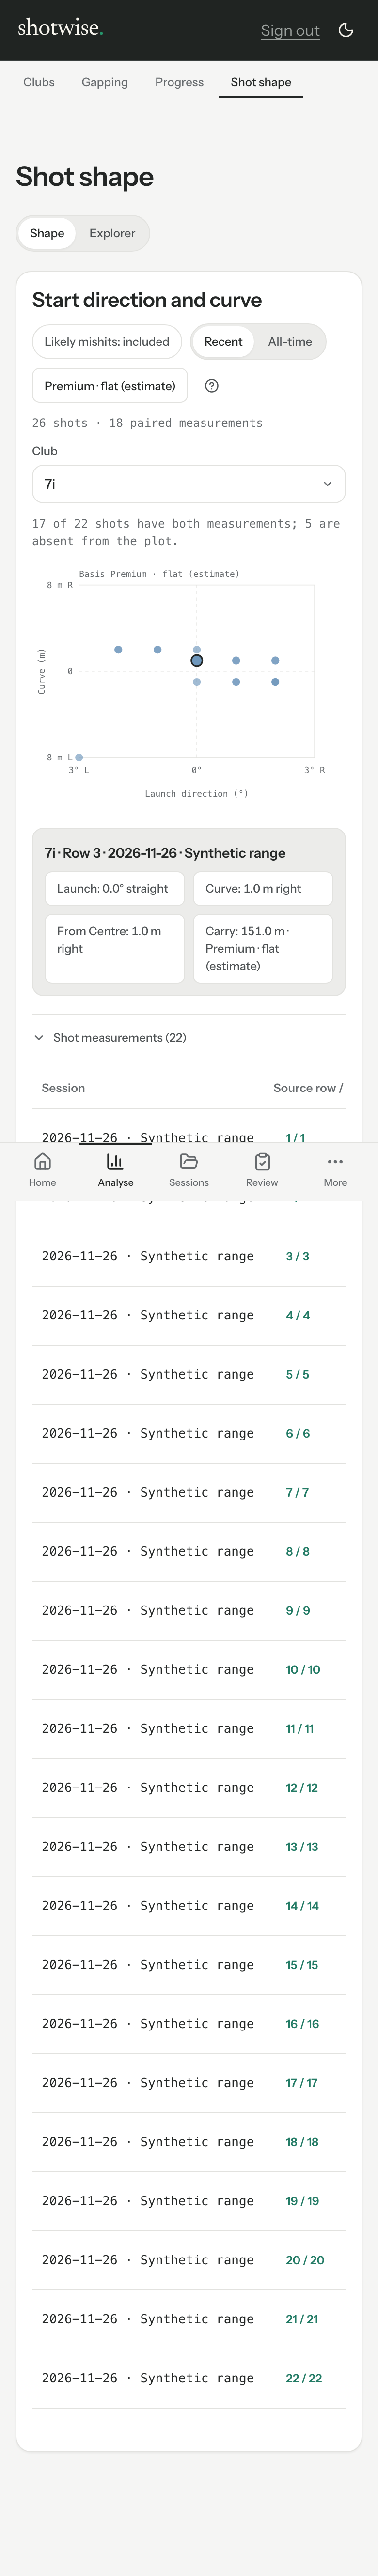 shotwise.
Sign out
Clubs Gapping Progress Shot shape
Shot shape
Shape Explorer
Start direction and curve
Likely mishits: included Recent All-time
Premium · flat (estimate)
26 shots · 18 paired measurements
Club
7i
17 of 22 shots have both measurements; 5 are
absent from the plot.
Basis Premium · flat (estimate)
8 m R
Curve (m)
0
8 m L
3° L 0° 3° R
Launch direction (°)
7i · Row 3 · 2026-11-26 · Synthetic range
Launch: 0.0° straight
Curve: 1.0 m right
From Centre: 1.0 m
right
Carry: 151.0 m ·
Premium · flat
(estimate)
Shot measurements (22)
Session Source row /
2026-11-26 · Synthetic range 1 / 1
Home Analyse Sessions Review More
2026-11-26 · Synthetic range 3 / 3
2026-11-26 · Synthetic range 4 / 4
2026-11-26 · Synthetic range 5 / 5
2026-11-26 · Synthetic range 6 / 6
2026-11-26 · Synthetic range 7 / 7
2026-11-26 · Synthetic range 8 / 8
2026-11-26 · Synthetic range 9 / 9
2026-11-26 · Synthetic range 10 / 10
2026-11-26 · Synthetic range 11 / 11
2026-11-26 · Synthetic range 12 / 12
2026-11-26 · Synthetic range 13 / 13
2026-11-26 · Synthetic range 14 / 14
2026-11-26 · Synthetic range 15 / 15
2026-11-26 · Synthetic range 16 / 16
2026-11-26 · Synthetic range 17 / 17
2026-11-26 · Synthetic range 18 / 18
2026-11-26 · Synthetic range 19 / 19
2026-11-26 · Synthetic range 20 / 20
2026-11-26 · Synthetic range 21 / 21
2026-11-26 · Synthetic range 22 / 22